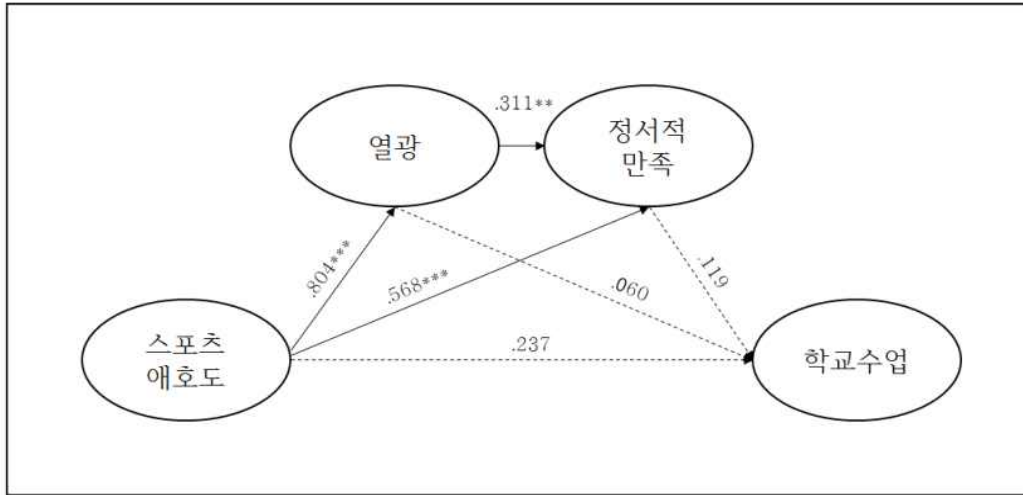 .311**
열광
정서적
만족
.804***
.568***
.060
.119
스포츠
애호도
.237
학교수업